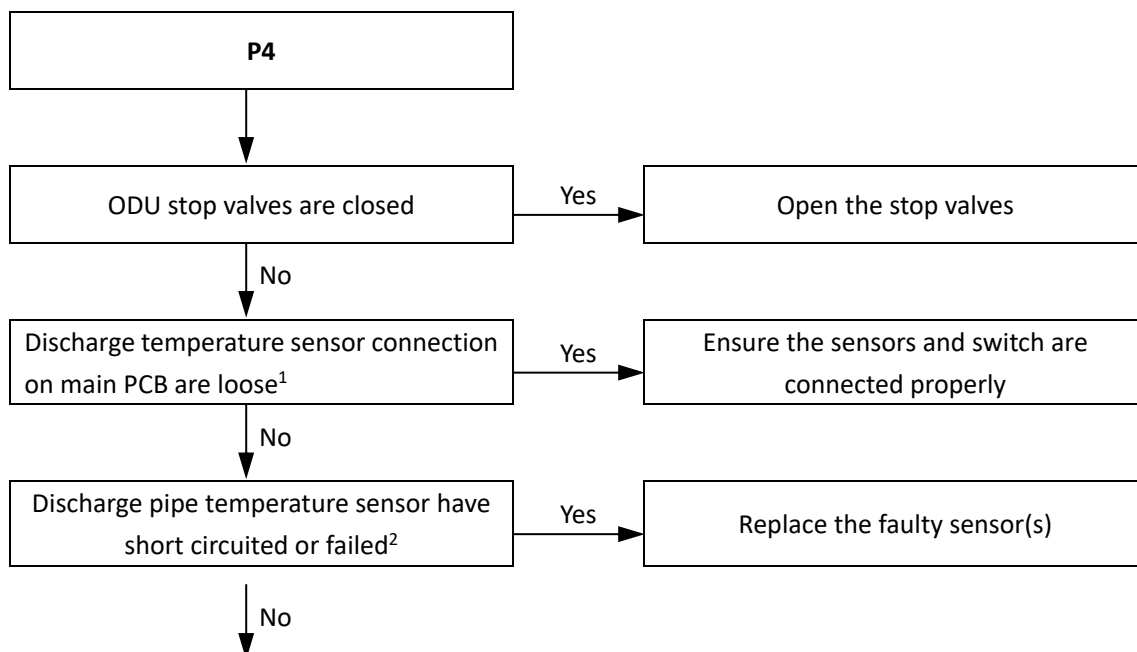 P4
ODU stop valves are closed
Yes
Open the stop valves
No
Discharge temperature sensor connection
on main PCB are loose¹
Yes
Ensure the sensors and switch are
connected properly
No
Discharge pipe temperature sensor have
short circuited or failed²
Yes
Replace the faulty sensor(s)
No